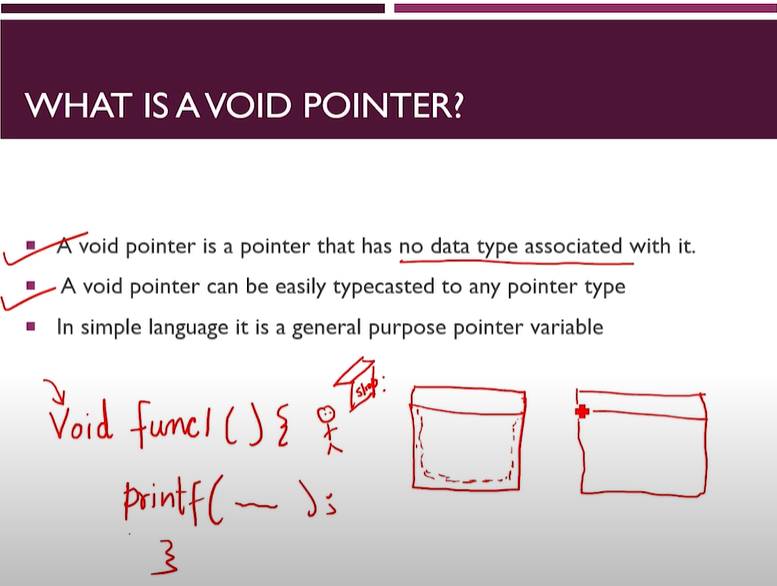 WHAT IS A VOID POINTER?
A void pointer is a pointer that has no data type associated with it.
A void pointer can be easily typecasted to any pointer type
In simple language it is a general purpose pointer variable
Shop:
Void func1(){
printf( — );
}